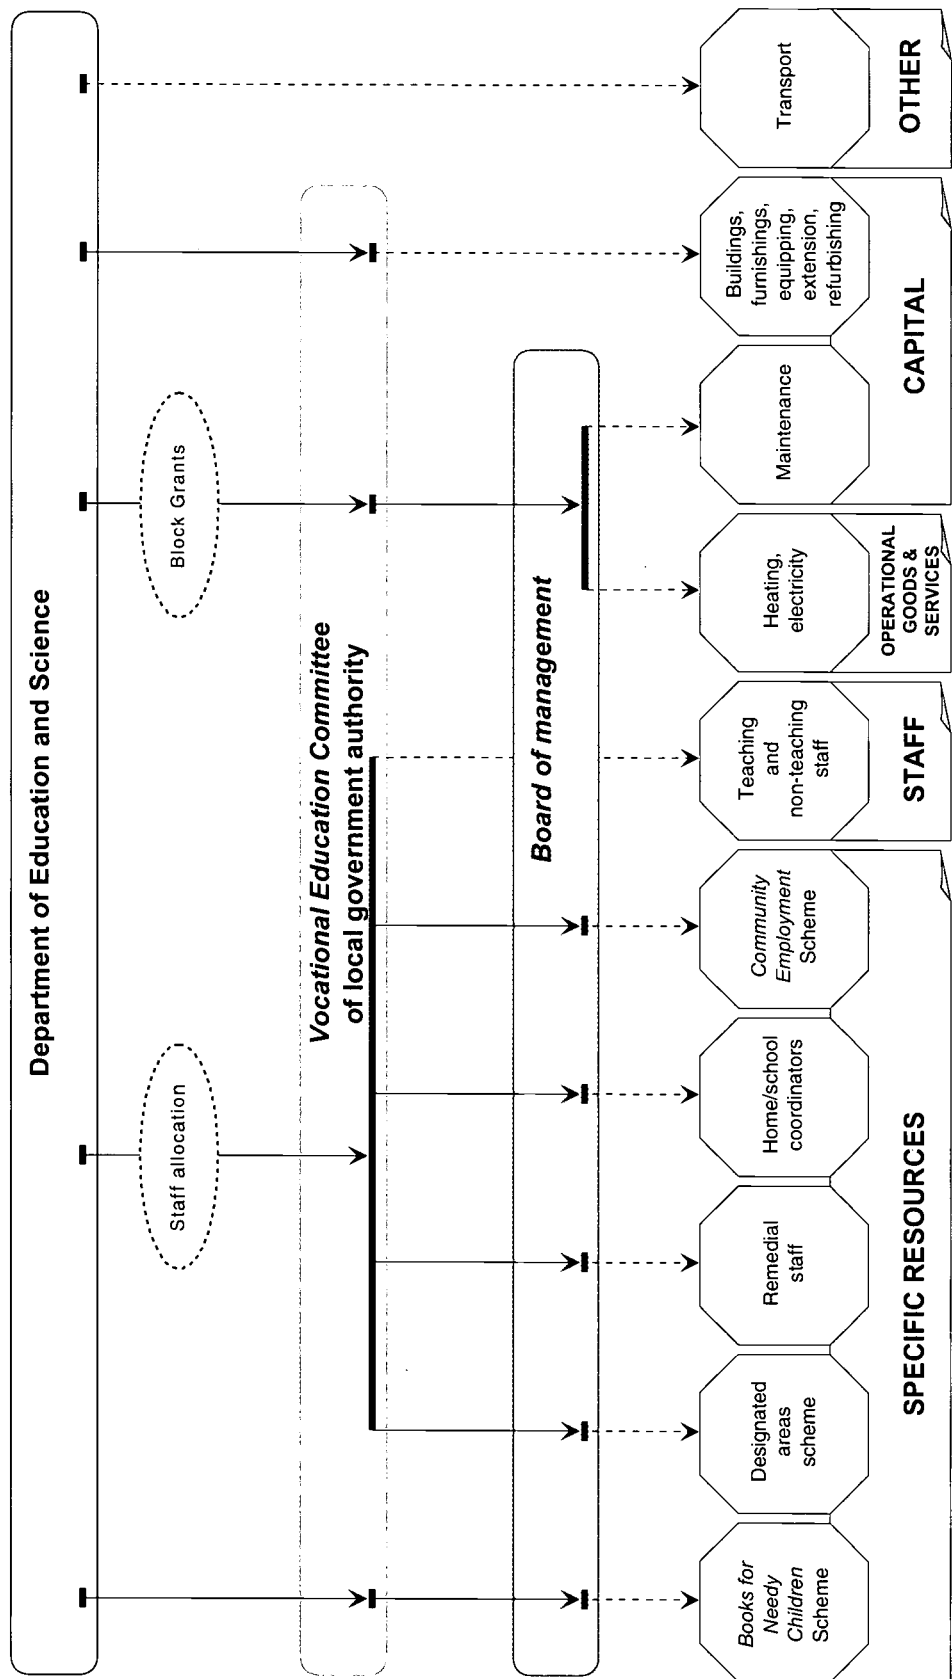 Department of Education and Science
Staff allocation
Block Grants
Vocational Education Committee
of local government authority
Board of management
Books for
Needy
Children
Scheme
Designated
areas
scheme
Remedial
staff
Home/school
coordinators
Community
Employment
Scheme
Teaching
and
non-teaching
staff
Heating,
electricity
Maintenance
Buildings,
furnishings,
equipping,
extension,
refurbishing
Transport
SPECIFIC RESOURCES
STAFF
OPERATIONAL
GOODS &
SERVICES
CAPITAL
OTHER